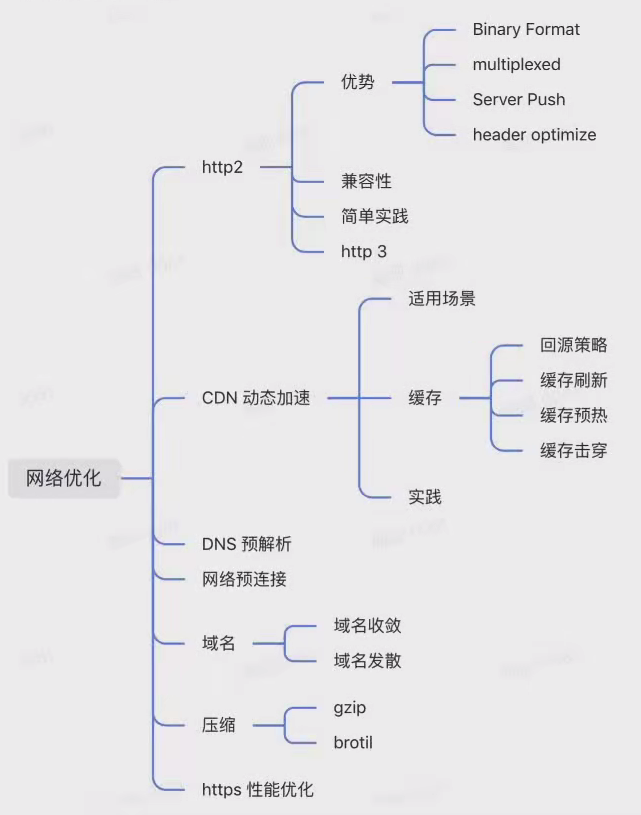 网络优化
http2
优势
Binary Format
multiplexed
Server Push
header optimize
兼容性
简单实践
http 3
CDN 动态加速
适用场景
缓存
回源策略
缓存刷新
缓存预热
缓存击穿
实践
DNS 预解析
网络预连接
域名
域名收敛
域名发散
压缩
gzip
brotil
https 性能优化